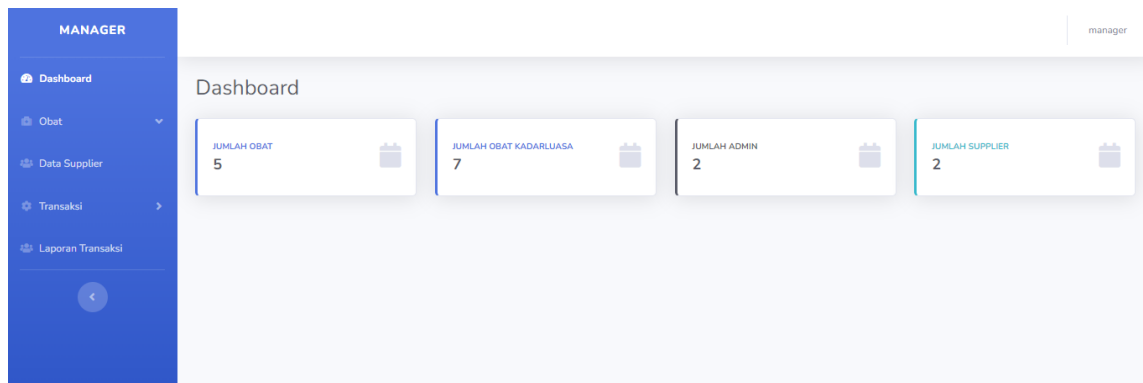 MANAGER
manager
Dashboard
Obat
Data Supplier
Transaksi
Laporan Transaksi
Dashboard
JUMLAH OBAT
5
JUMLAH OBAT KADARLUASA
7
JUMLAH ADMIN
2
JUMLAH SUPPLIER
2